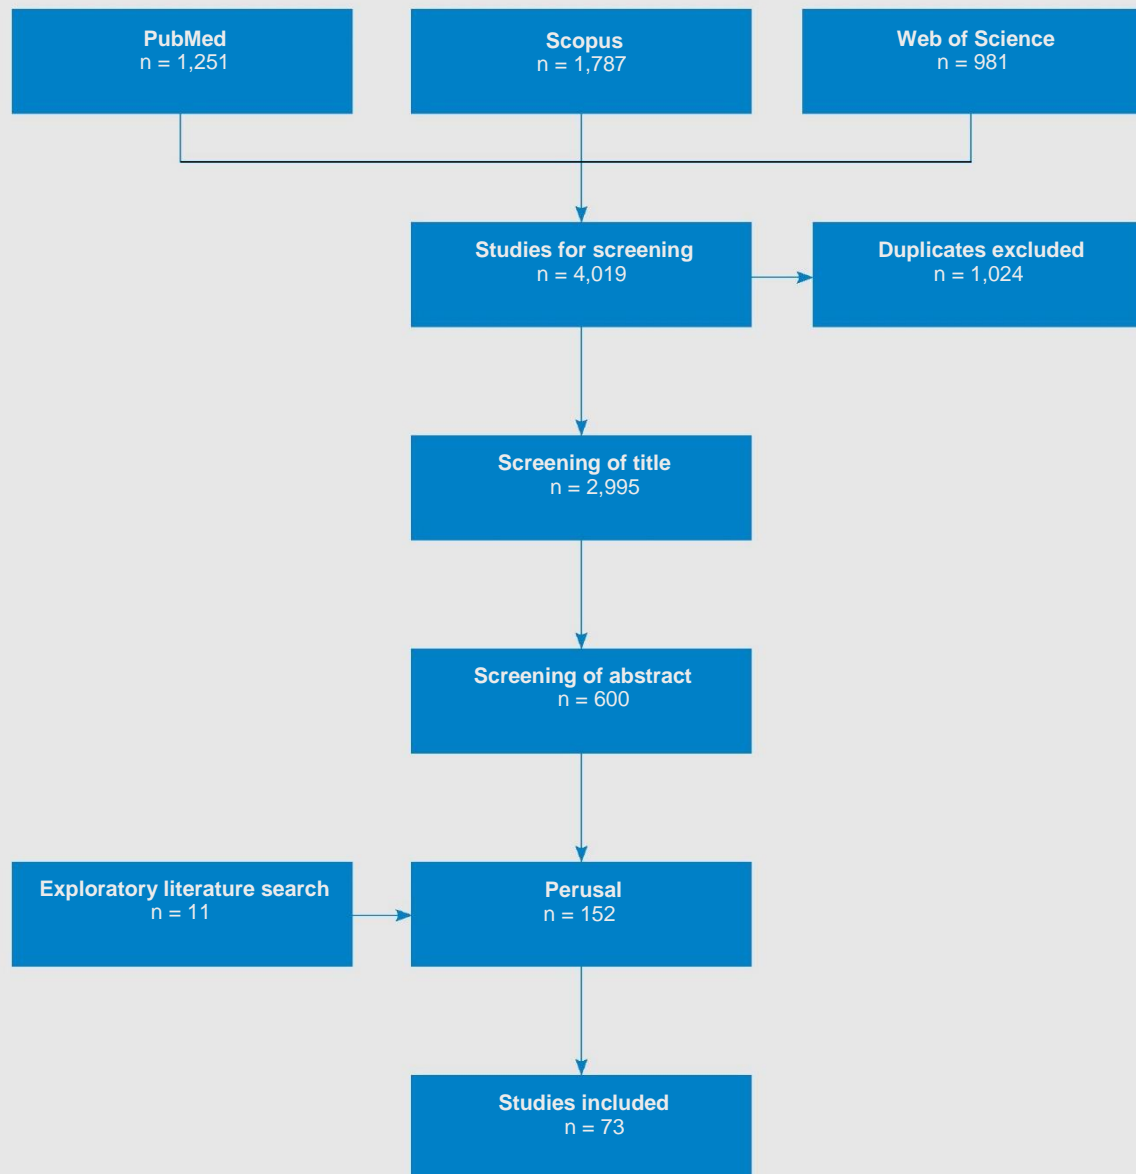 PubMed
n = 1,251
Scopus
n = 1,787
Web of Science
n = 981
Studies for screening
n = 4,019
Duplicates excluded
n = 1,024
Screening of title
n = 2,995
Screening of abstract
n = 600
Exploratory literature search
n = 11
Perusal
n = 152
Studies included
n = 73